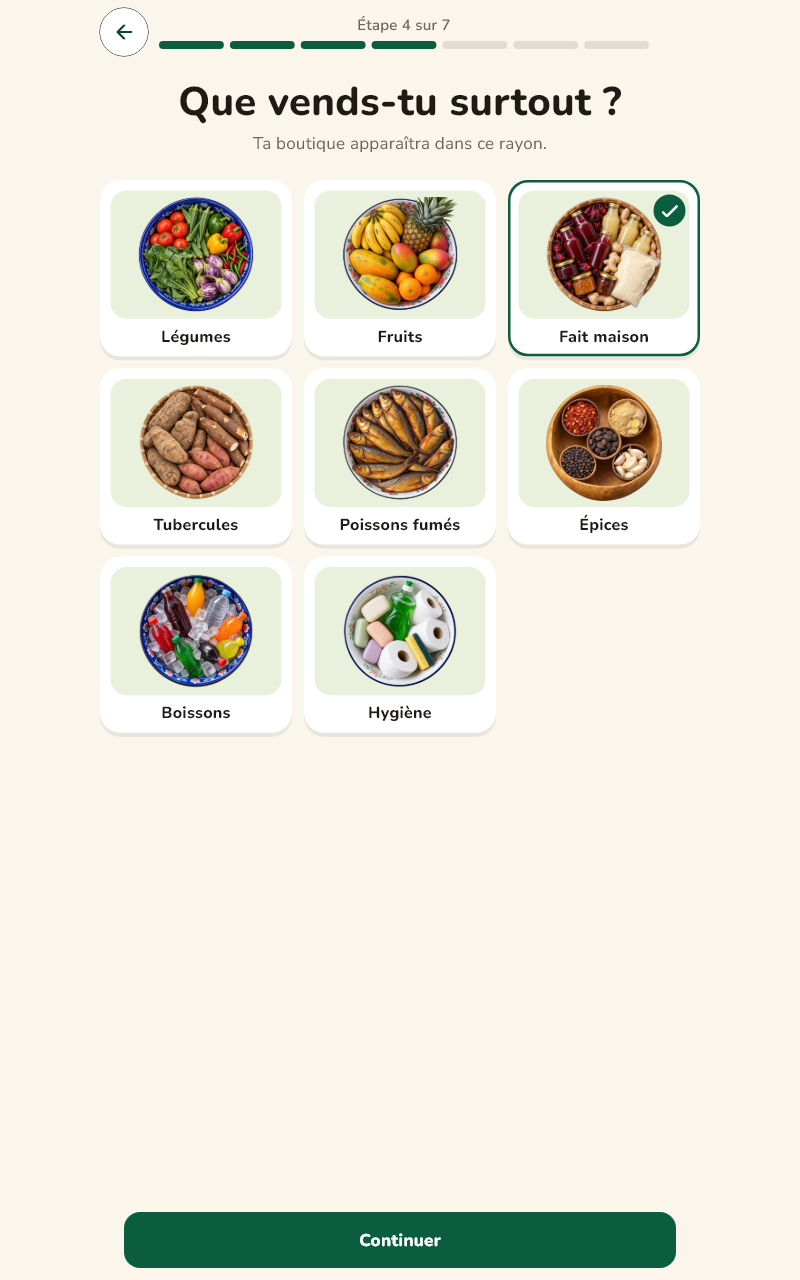 Étape 4 sur 7
Que vends-tu surtout ?
Ta boutique apparaîtra dans ce rayon.
Légumes
Fruits
Fait maison
Tubercules
Poissons fumés
Épices
Boissons
Hygiène
Continuer